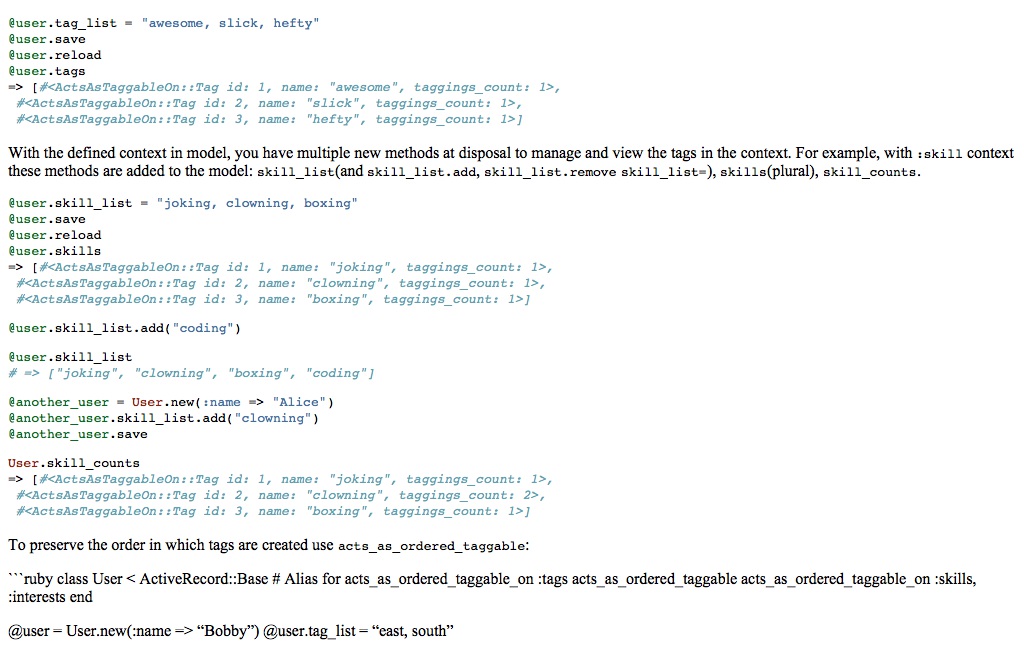 @user.tag_list = "awesome, slick, hefty"
@user.save
@user.reload
@user.tags
=> [#<ActsAsTaggableOn::Tag id: 1, name: "awesome", taggings_count: 1>,
#<ActsAsTaggableOn::Tag id: 2, name: "slick", taggings_count: 1>,
#<ActsAsTaggableOn::Tag id: 3, name: "hefty", taggings_count: 1>]
With the defined context in model, you have multiple new methods at disposal to manage and view the tags in the context. For example, with :skill context
these methods are added to the model: skill_list(and skill_list.add, skill_list.remove skill_list=), skills(plural), skill_counts.
@user.skill_list = "joking, clowning, boxing"
@user.save
@user.reload
@user.skills
=> [#<ActsAsTaggableOn::Tag id: 1, name: "joking", taggings_count: 1>,
#<ActsAsTaggableOn::Tag id: 2, name: "clowning", taggings_count: 1>,
#<ActsAsTaggableOn::Tag id: 3, name: "boxing", taggings_count: 1>]
@user.skill_list.add("coding")
@user.skill_list
# => ["joking", "clowning", "boxing", "coding"]
@another_user = User.new(:name => "Alice")
@another_user.skill_list.add("clowning")
@another_user.save
User.skill_counts
=> [#<ActsAsTaggableOn::Tag id: 1, name: "joking", taggings_count: 1>,
#<ActsAsTaggableOn::Tag id: 2, name: "clowning", taggings_count: 2>,
#<ActsAsTaggableOn::Tag id: 3, name: "boxing", taggings_count: 1>]
To preserve the order in which tags are created use acts_as_ordered_taggable:
```ruby class User < ActiveRecord::Base # Alias for acts_as_ordered_taggable_on :tags acts_as_ordered_taggable acts_as_ordered_taggable_on :skills,
:interests end
@user = User.new(:name => “Bobby”) @user.tag_list = “east, south”